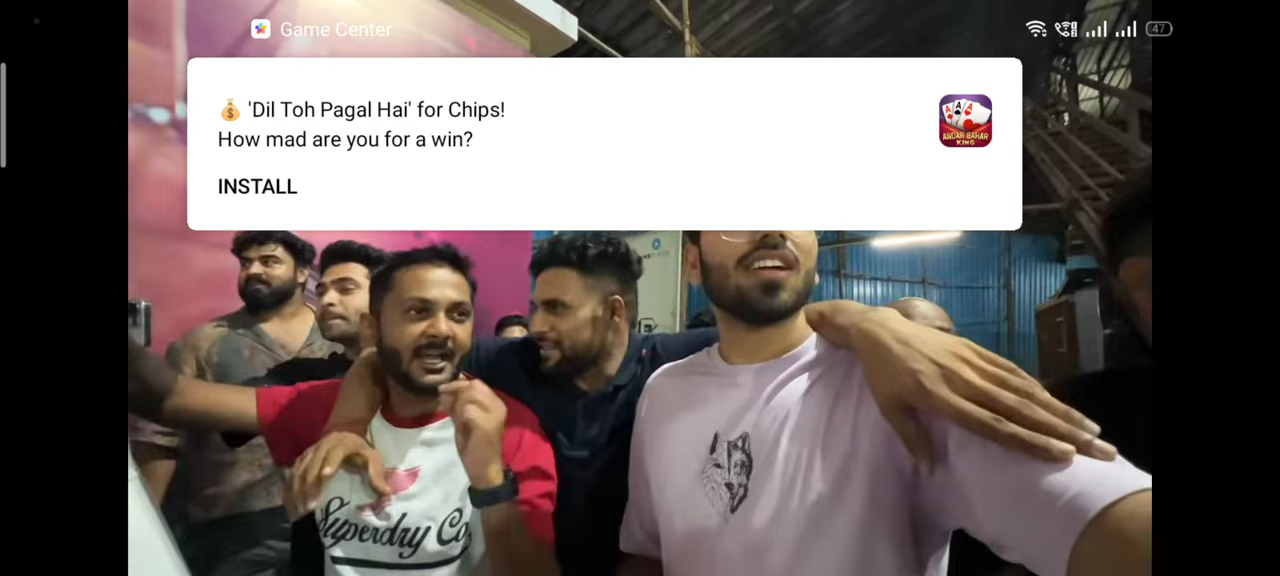 Game Center
47
💰 'Dil Toh Pagal Hai' for Chips!
How mad are you for a win?
ANDAR BAHAR
KING
INSTALL
Superdry Co